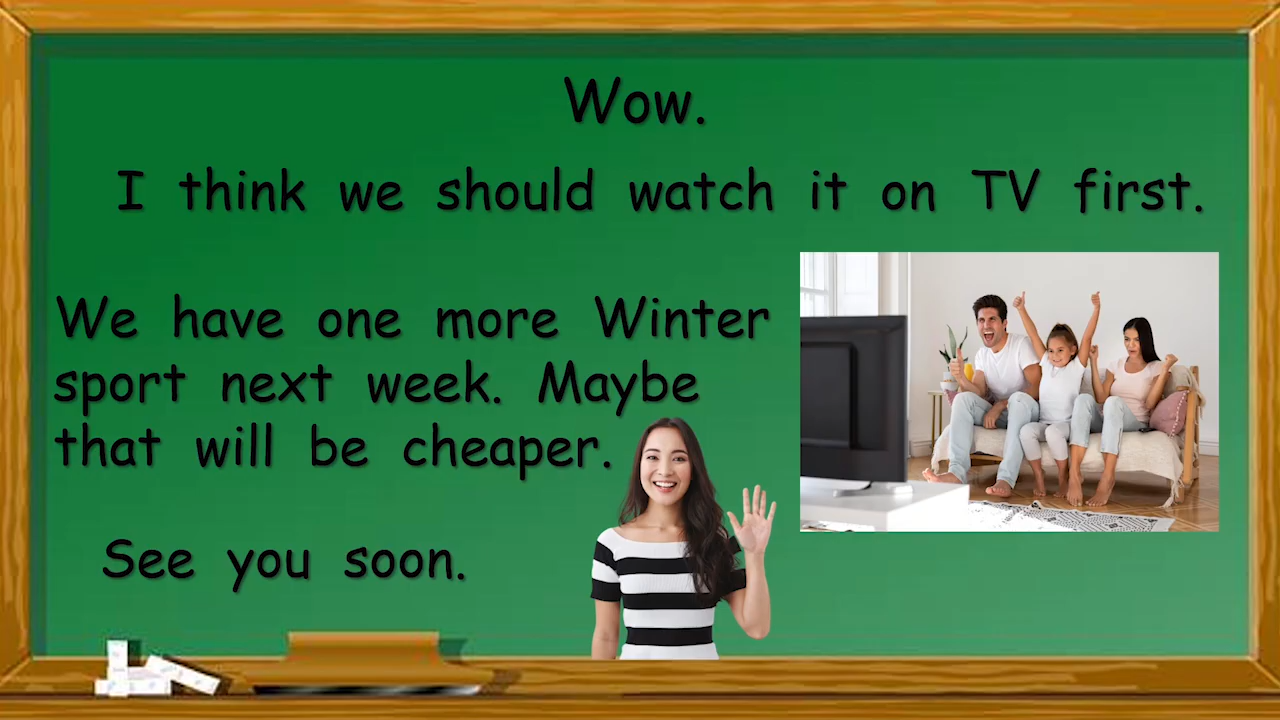 Wow.
I think we should watch it on TV first.
We have one more Winter
sport next week. Maybe
that will be cheaper.
See you soon.